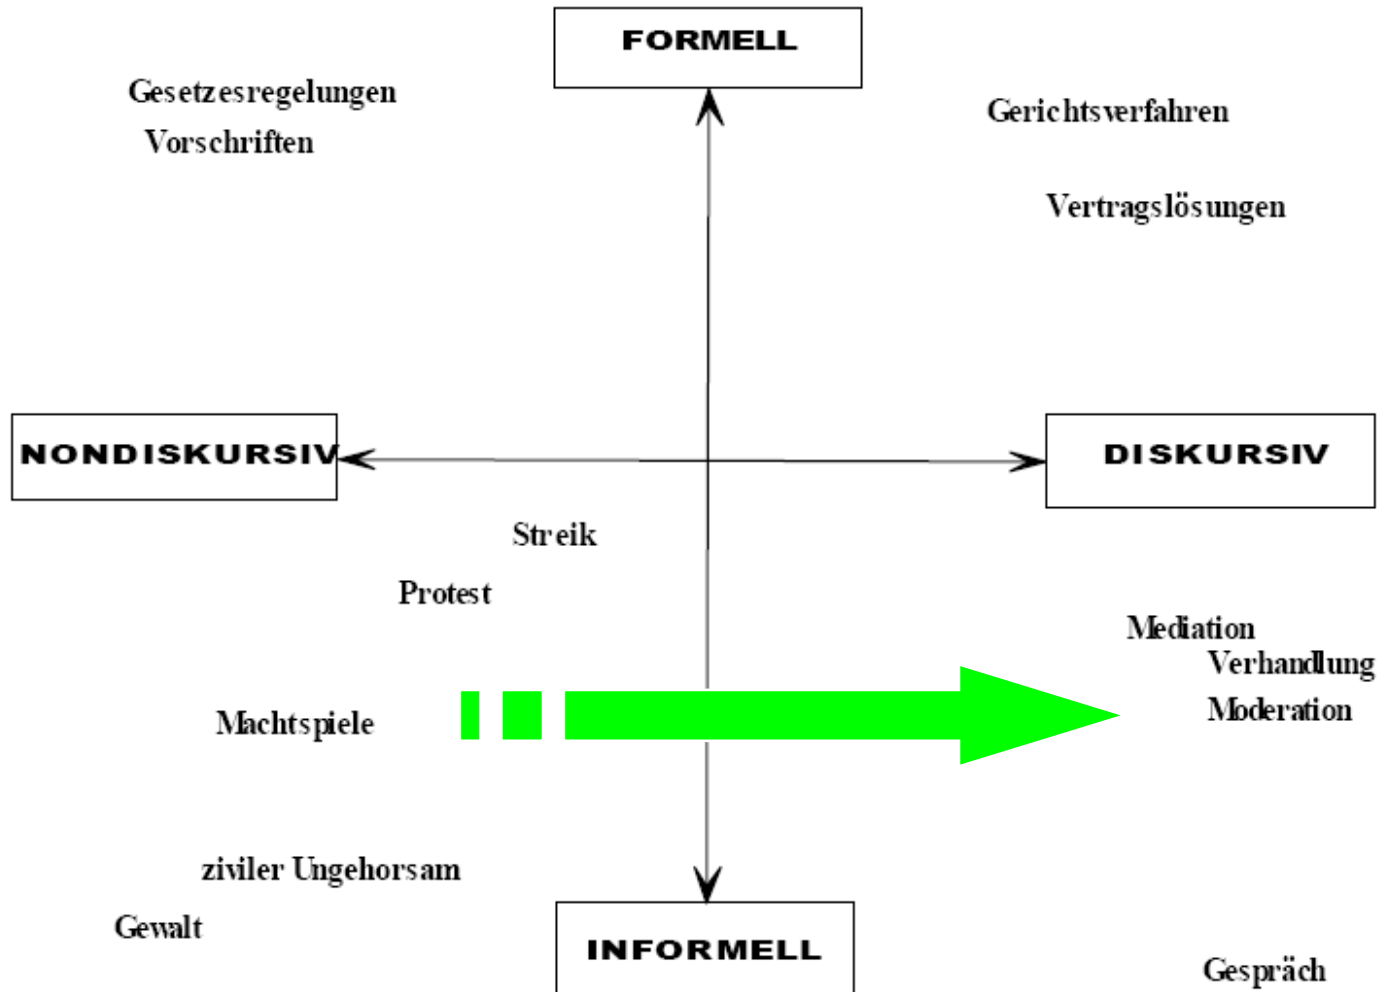 FORMELL
Gesetzesregelungen
Gerichtsverfahren
Vorschriften
Vertragslösungen
NONDISKURSIV
DISKURSIV
Streik
Protest
Mediation
Verhandlung
Machtspiele
Moderation
ziviler Ungehorsam
Gewalt
INFORMELL
Gespräch